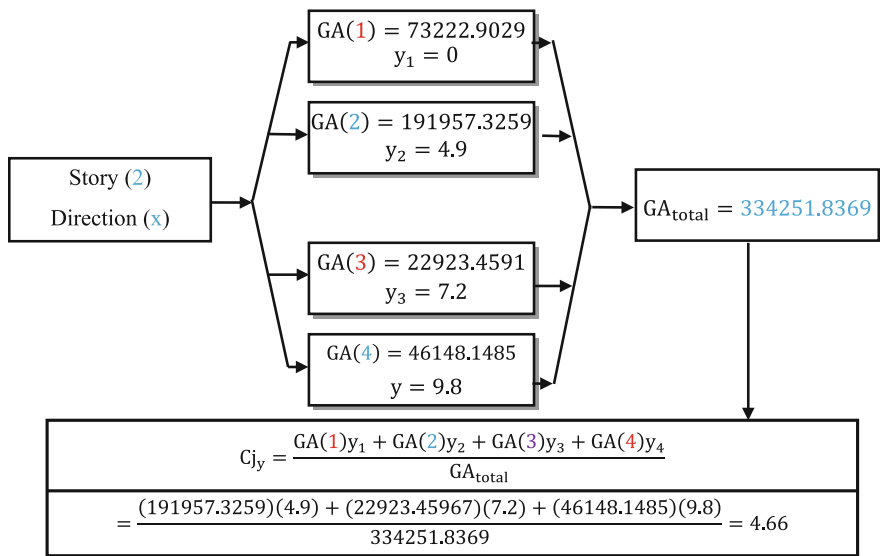 GA(1) = 73222.9029
y₁ = 0
GA(2) = 191957.3259
y₂ = 4.9
Story (2)
Direction (x)
GA(3) = 22923.4591
y₃ = 7.2
GA(4) = 46148.1485
y = 9.8
GA_total = 334251.8369
Cj_y = (GA(1)y₁ + GA(2)y₂ + GA(3)y₃ + GA(4)y₄) / GA_total
= ((191957.3259)(4.9) + (22923.45967)(7.2) + (46148.1485)(9.8)) / 334251.8369 = 4.66